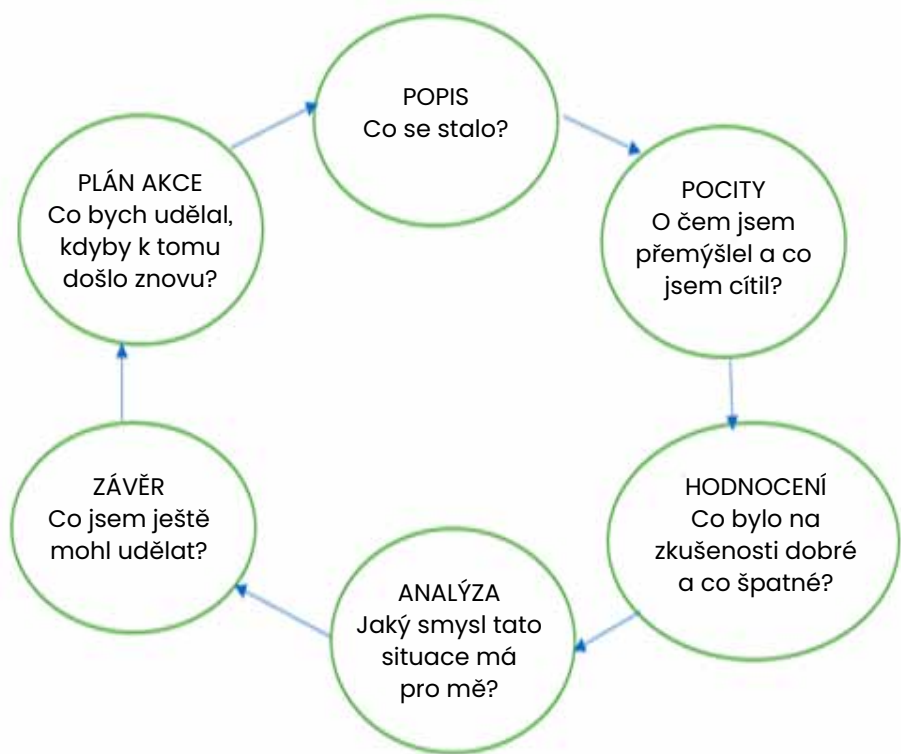 POPIS
Co se stalo?
POCITY
O čem jsem
přemýšlel a co
jsem cítil?
HODNOCENÍ
Co bylo na
zkušenosti dobré
a co špatné?
ANALÝZA
Jaký smysl tato
situace má
pro mě?
ZÁVĚR
Co jsem ještě
mohl udělat?
PLÁN AKCE
Co bych udělal,
kdyby k tomu
došlo znovu?